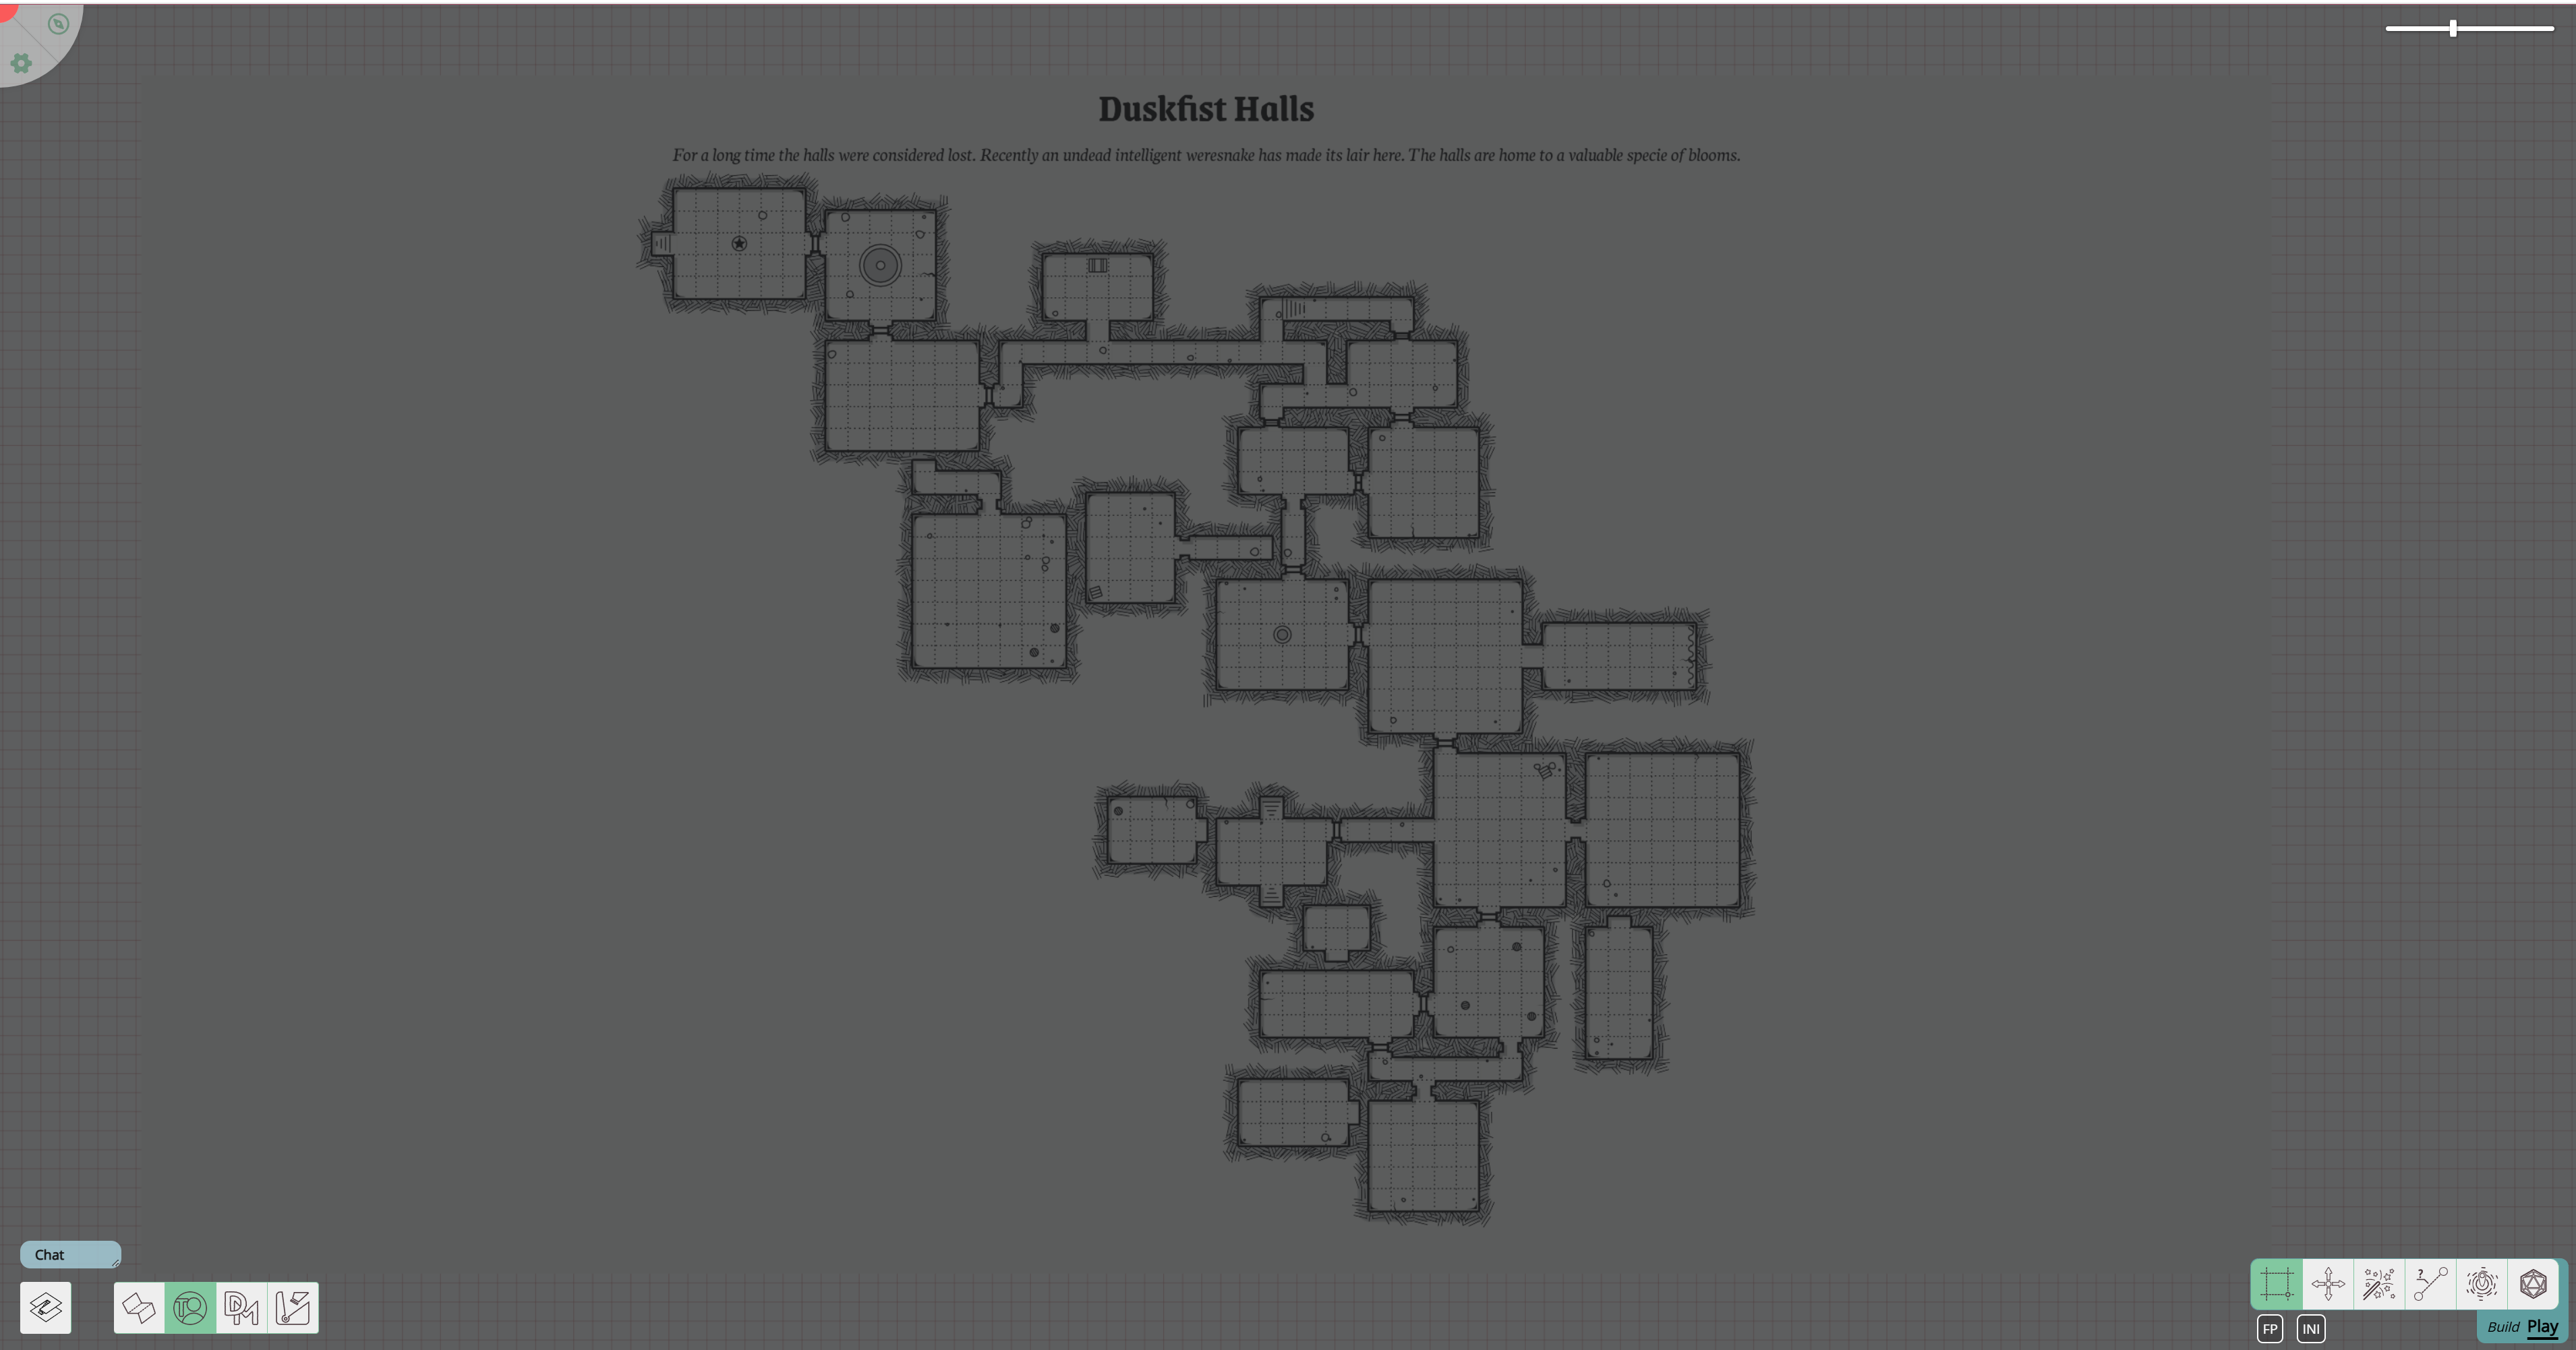 Duskfist Halls
For a long time the halls were considered lost. Recently an undead intelligent weresnake has made its lair here. The halls are home to a valuable specie of blooms.
Chat
DM
?
FP
INI
Build Play